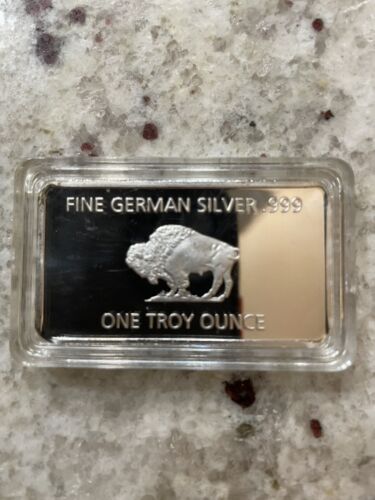 FINE GERMAN SILVER .999
ONE TROY OUNCE